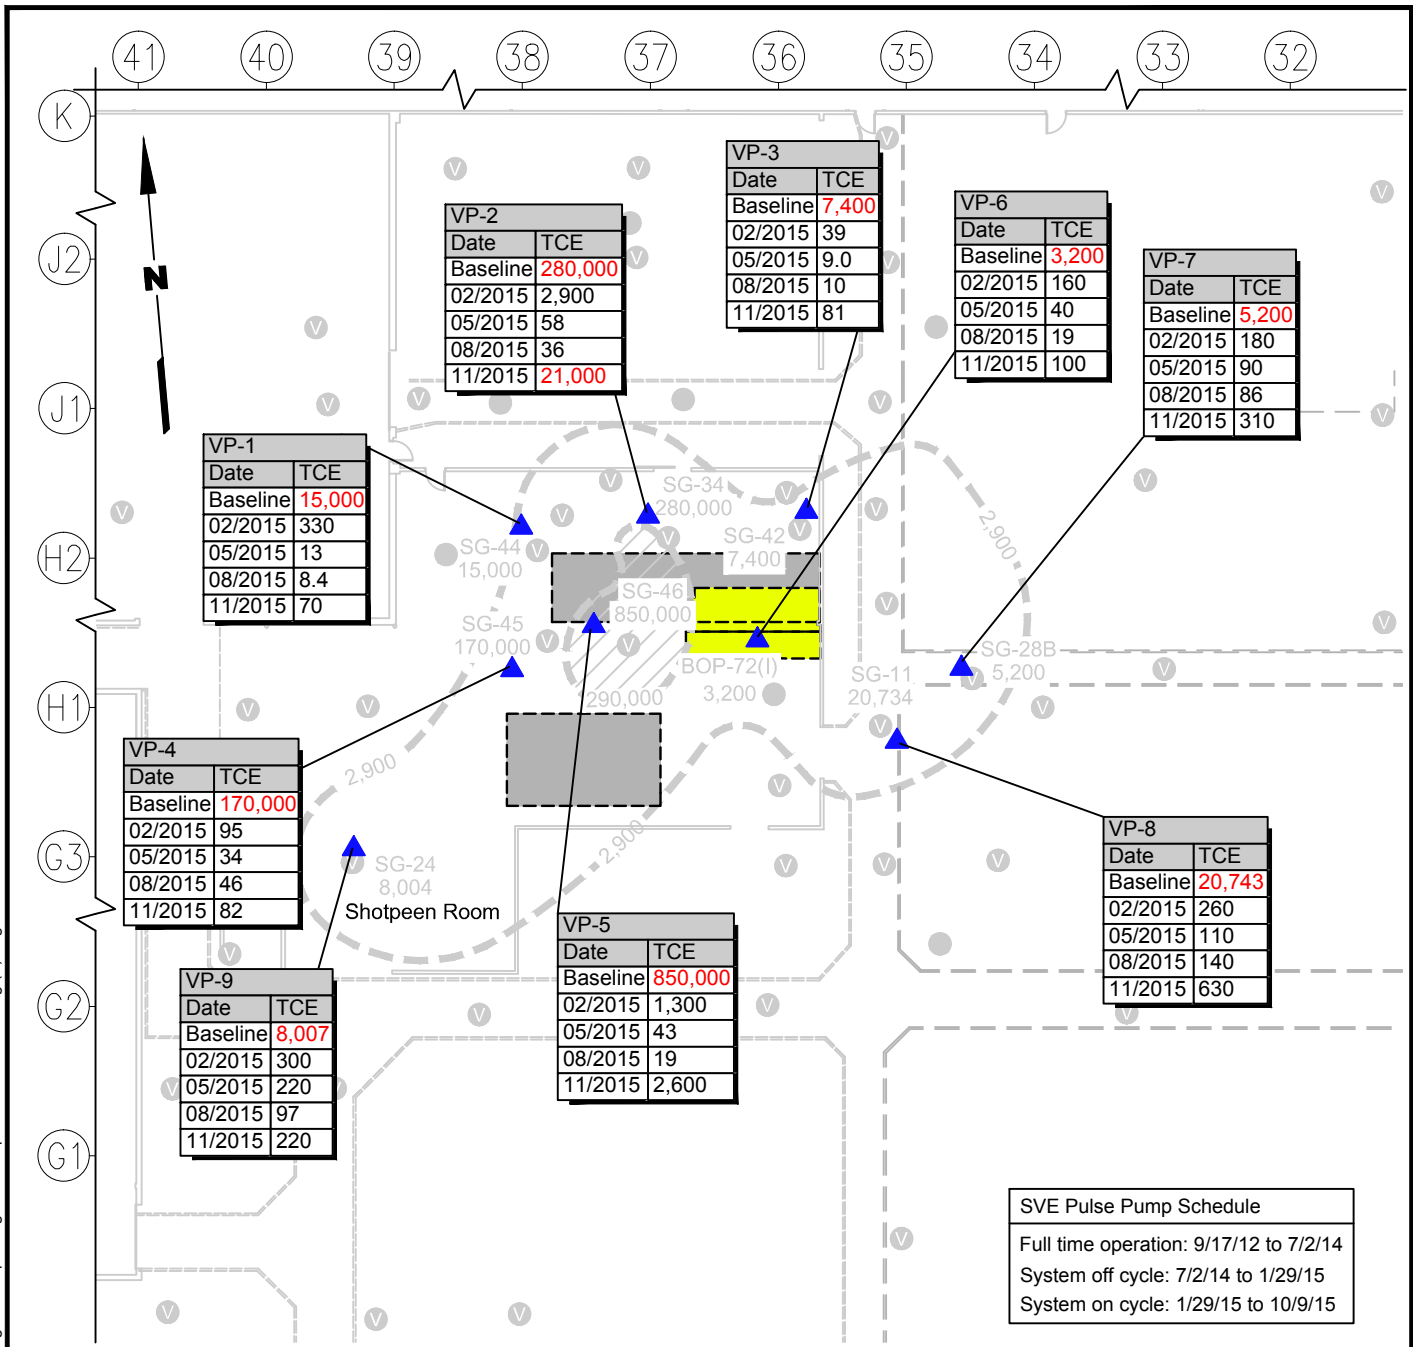 41 40 39 38 37 36 35 34 33 32
K
J2
J1
H2
H1
G3
G2
G1
N
VP-3
Date TCE
Baseline 7,400
02/2015 39
05/2015 9.0
08/2015 10
11/2015 81
VP-6
Date TCE
Baseline 3,200
02/2015 160
05/2015 40
08/2015 19
11/2015 100
VP-2
Date TCE
Baseline 280,000
02/2015 2,900
05/2015 58
08/2015 36
11/2015 21,000
VP-7
Date TCE
Baseline 5,200
02/2015 180
05/2015 90
08/2015 86
11/2015 310
VP-1
Date TCE
Baseline 15,000
02/2015 330
05/2015 13
08/2015 8.4
11/2015 70
SG-34
280,000
SG-42
7,400
SG-44
15,000
SG-46
850,000
SG-45
170,000
290,000
BOP-72(I)
3,200
SG-11
20,734
SG-28B
5,200
2,900
2,900
2,900
SG-24
8,004
Shotpeen Room
VP-4
Date TCE
Baseline 170,000
02/2015 95
05/2015 34
08/2015 46
11/2015 82
VP-8
Date TCE
Baseline 20,743
02/2015 260
05/2015 110
08/2015 140
11/2015 630
VP-5
Date TCE
Baseline 850,000
02/2015 1,300
05/2015 43
08/2015 19
11/2015 2,600
VP-9
Date TCE
Baseline 8,007
02/2015 300
05/2015 220
08/2015 97
11/2015 220
SVE Pulse Pump Schedule
Full time operation: 9/17/12 to 7/2/14
System off cycle: 7/2/14 to 1/29/15
System on cycle: 1/29/15 to 10/9/15